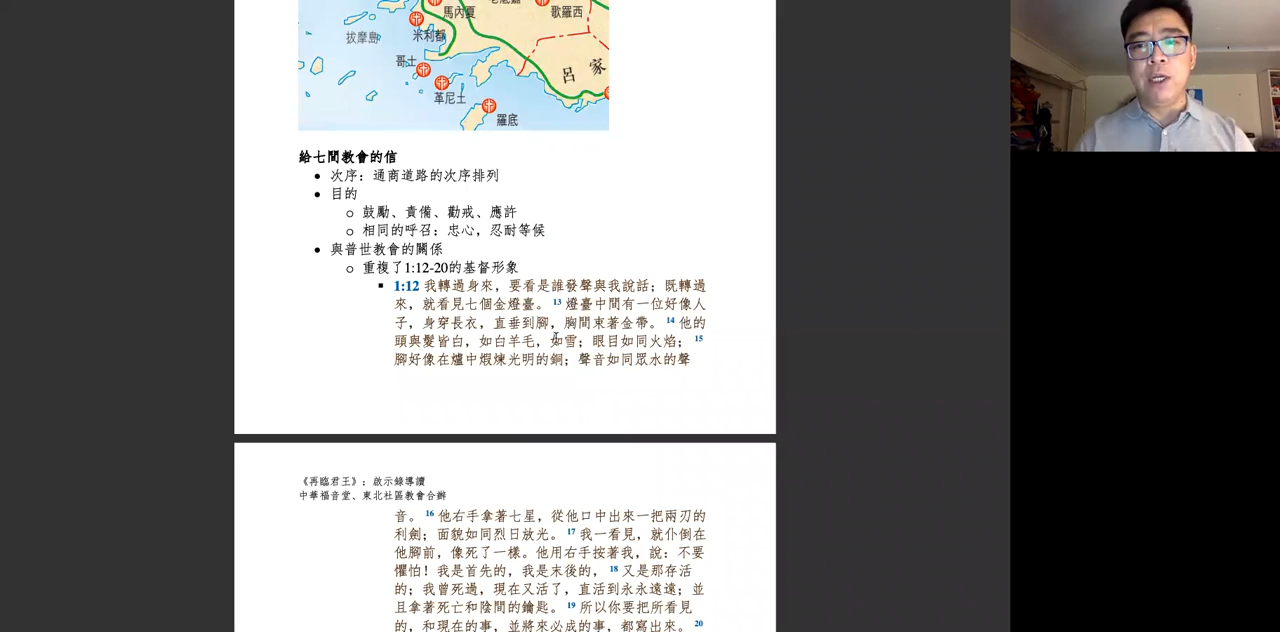 馬內夏
歌羅西
拔摩島
米利都
哥士
呂家
革尼土
羅底
給七間教會的信
• 次序：通商道路的次序排列
• 目的
o 鼓勵、責備、勸戒、應許
o 相同的呼召：忠心，忍耐等候
• 與普世教會的關係
o 重複了1:12-20的基督形象
▪ 1:12 我轉過身來，要看是誰發聲與我說話；既轉過
來，就看見七個金燈臺。 13 燈臺中間有一位好像人
子，身穿長衣，直垂到腳，胸間束著金帶。 14 他的
頭與髮皆白，如白羊毛，如雪；眼目如同火焰； 15
腳好像在爐中煅煉光明的銅；聲音如同眾水的聲
《再臨君王》：啟示錄導讀
中華福音堂、東北社區教會合辦
音。 16 他右手拿著七星，從他口中出來一把兩刃的
利劍；面貌如同烈日放光。 17 我一看見，就仆倒在
他腳前，像死了一樣。他用右手按著我，說：不要
懼怕！我是首先的，我是末後的， 18 又是那存活
的；我曾死過，現在又活了，直活到永永遠遠；並
且拿著死亡和陰間的鑰匙。 19 所以你要把所看見
的，和現在的事，並將來必成的事，都寫出來。 20